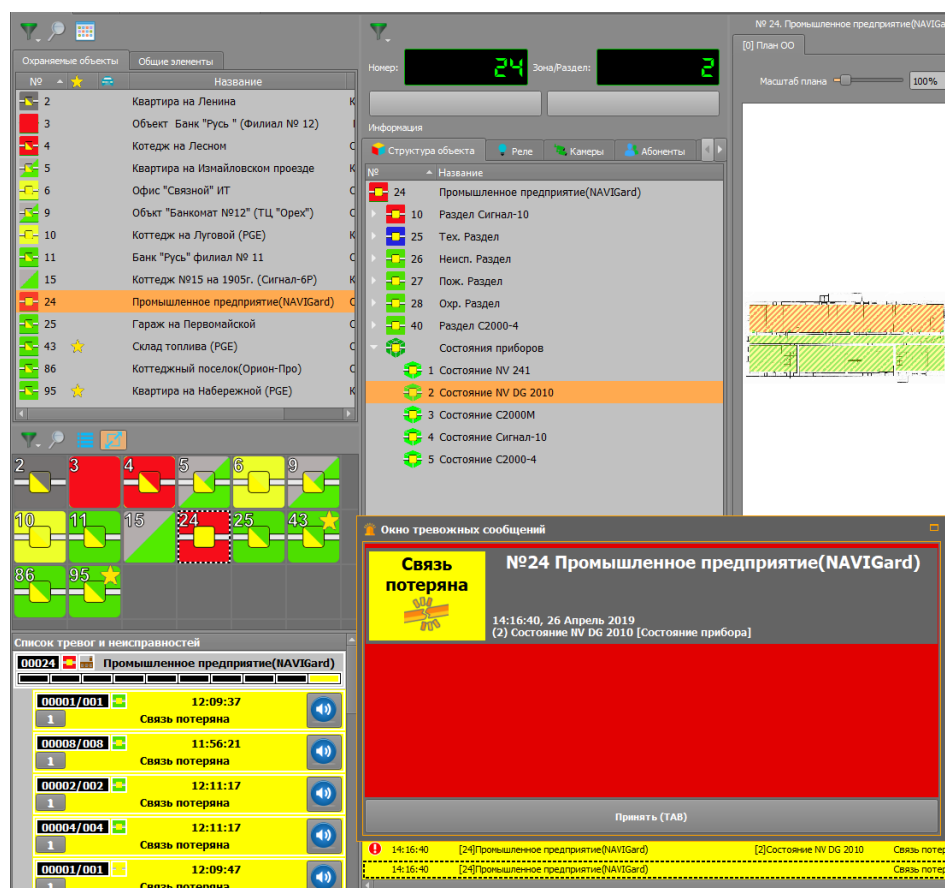 № 24. Промышленное предприятие(NAVIGa
Охраняемые объекты Общие элементы
№ Название
2 Квартира на Ленина К
3 Объект Банк "Русь " (Филиал № 12)
4 Котедж на Лесном С
5 Квартира на Измайловском проезде К
6 Офис "Связной" ИТ С
9 Объкт "Банкомат №12" (ТЦ "Орех") С
10 Коттедж на Луговой (PGE) К
11 Банк "Русь" филиал № 11 С
15 Коттедж №15 на 1905г. (Сигнал-6Р) К
24 Промышленное предприятие(NAVIGard) С
25 Гараж на Первомайской С
43 Склад топлива (PGE) С
86 Коттеджный поселок(Орион-Про) С
95 Квартира на Набережной (PGE) К
2 3 4 5 6 9
10 11 15 24 25 43
86 95
Список тревог и неисправностей
00024 Промышленное предприятие(NAVIGard)
00001/001 12:09:37
1 Связь потеряна
00008/008 11:56:21
1 Связь потеряна
00002/002 12:11:17
1 Связь потеряна
00004/004 12:11:17
1 Связь потеряна
00001/001 12:09:47
1 Связь потеряна
Номер: 24 Зона/Раздел: 2
Информация
Структура объекта Реле Камеры Абоненты
№ Название
24 Промышленное предприятие(NAVIGard)
10 Раздел Сигнал-10
25 Тех. Раздел
26 Неисп. Раздел
27 Пож. Раздел
28 Охр. Раздел
40 Раздел С2000-4
Состояния приборов
1 Состояние NV 241
2 Состояние NV DG 2010
3 Состояние С2000М
4 Состояние Сигнал-10
5 Состояние С2000-4
[0] План ОО
Масштаб плана 100%
Окно тревожных сообщений
Связь
потеряна
№24 Промышленное предприятие(NAVIGard)
14:16:40, 26 Апрель 2019
(2) Состояние NV DG 2010 [Состояние прибора]
Принять (TAB)
14:16:40 [24]Промышленное предприятие(NAVIGard) [2]Состояние NV DG 2010 Связь потер
14:16:40 [24]Промышленное предприятие(NAVIGard) Связь потер